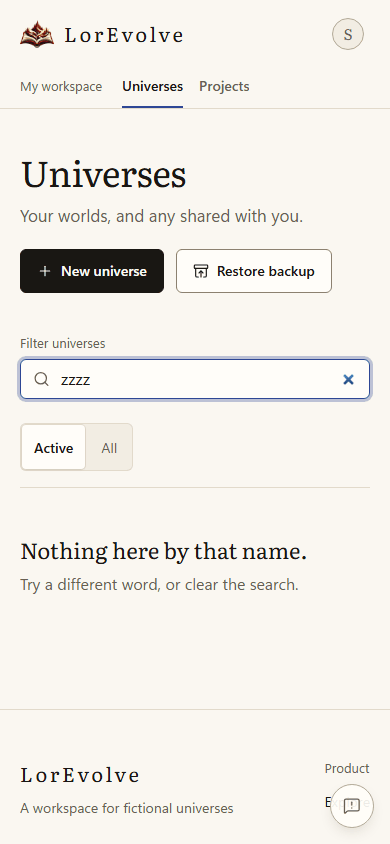 LorEvolve
S
My workspace Universes Projects
Universes
Your worlds, and any shared with you.
New universe Restore backup
Filter universes
zzzz
Active All
Nothing here by that name.
Try a different word, or clear the search.
LorEvolve
Product
A workspace for fictional universes